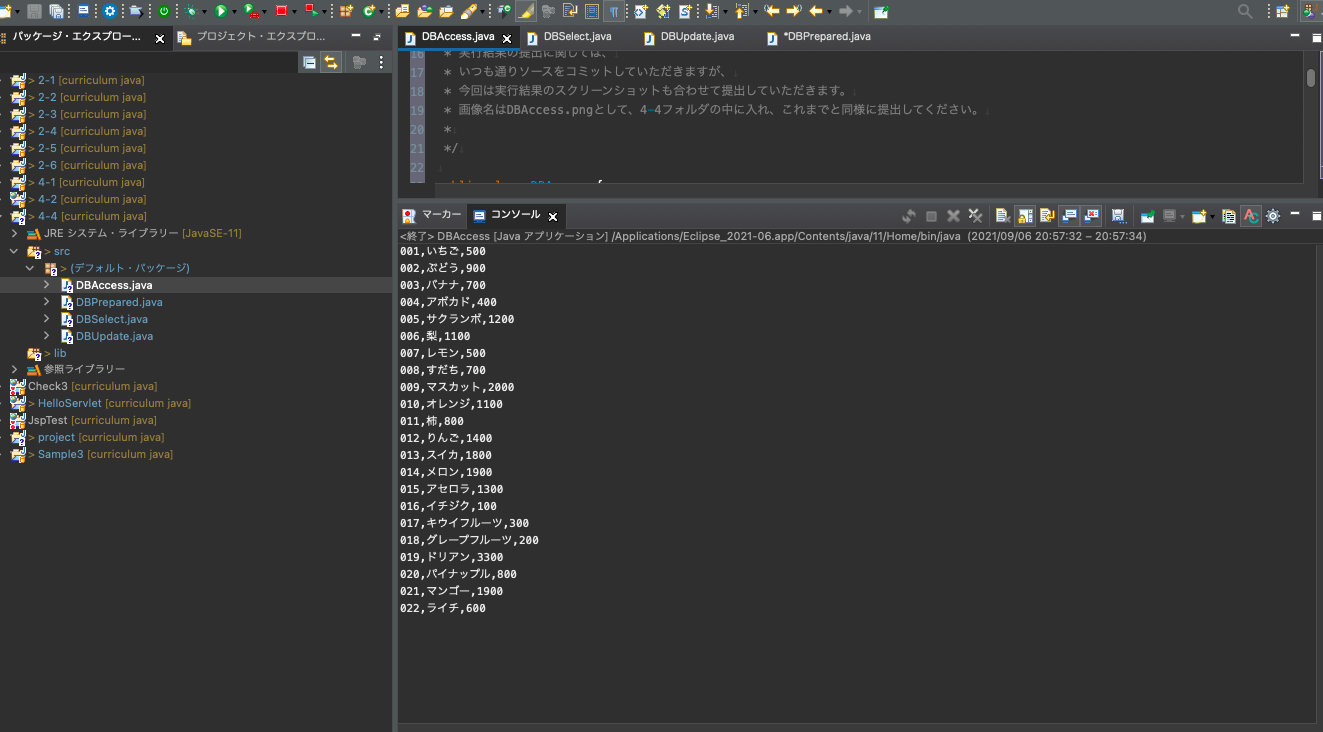 パッケージ・エクスプロー...
プロジェクト・エクスプロ...
> 2-1 [curriculum java]
> 2-2 [curriculum java]
> 2-3 [curriculum java]
> 2-4 [curriculum java]
> 2-5 [curriculum java]
> 2-6 [curriculum java]
> 4-1 [curriculum java]
> 4-2 [curriculum java]
> 4-4 [curriculum java]
JRE システム・ライブラリー [JavaSE-11]
> src
> (デフォルト・パッケージ)
DBAccess.java
DBPrepared.java
DBSelect.java
DBUpdate.java
> lib
参照ライブラリー
Check3 [curriculum java]
> HelloServlet [curriculum java]
JspTest [curriculum java]
> project [curriculum java]
> Sample3 [curriculum java]
DBAccess.java
DBSelect.java
DBUpdate.java
*DBPrepared.java
16 * 実行結果の提出に関しては、
17 * いつも通りソースをコミットしていただきますが、
18 * 今回は実行結果のスクリーンショットも合わせて提出していただきます。
19 * 画像名はDBAccess.pngとして、4-4フォルダの中に入れ、これまでと同様に提出してください。
20 *
21 */
22
マーカー
コンソール
<終了> DBAccess [Java アプリケーション] /Applications/Eclipse_2021-06.app/Contents/java/11/Home/bin/java (2021/09/06 20:57:32 – 20:57:34)
001,いちご,500
002,ぶどう,900
003,バナナ,700
004,アボカド,400
005,サクランボ,1200
006,梨,1100
007,レモン,500
008,すだち,700
009,マスカット,2000
010,オレンジ,1100
011,柿,800
012,りんご,1400
013,スイカ,1800
014,メロン,1900
015,アセロラ,1300
016,イチジク,100
017,キウイフルーツ,300
018,グレープフルーツ,200
019,ドリアン,3300
020,パイナップル,800
021,マンゴー,1900
022,ライチ,600